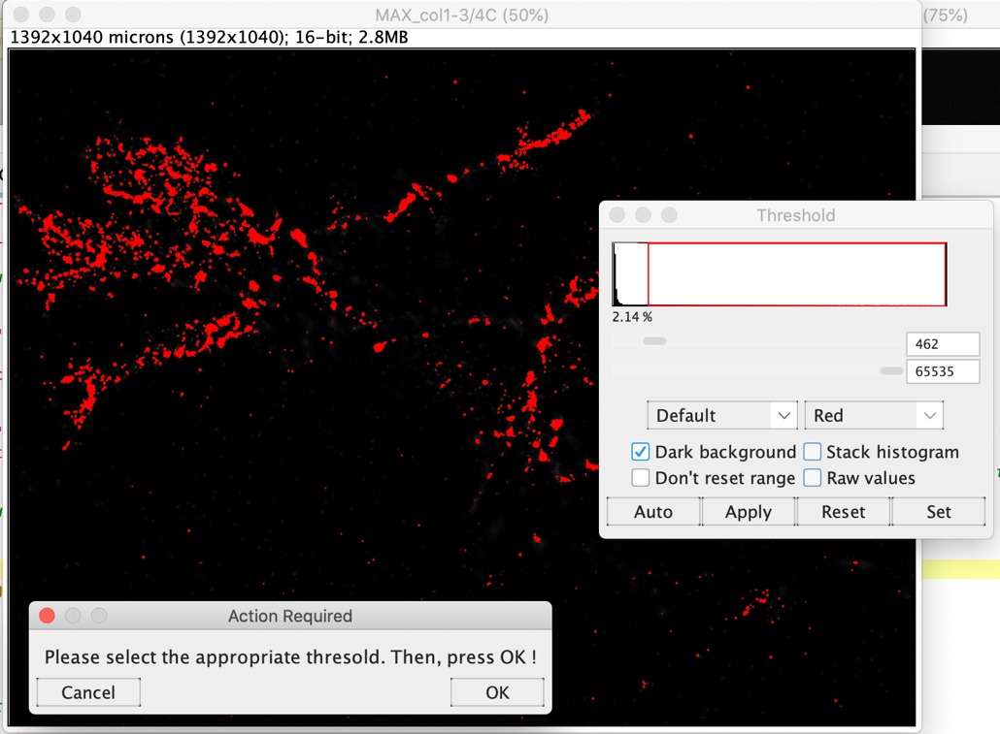 MAX_col1-3/4C (50%)
(75%)
1392x1040 microns (1392x1040); 16-bit; 2.8MB
Threshold
2.14 %
462
65535
Default
Red
Dark background
Stack histogram
Don't reset range
Raw values
Auto
Apply
Reset
Set
Action Required
Please select the appropriate thresold. Then, press OK !
Cancel
OK